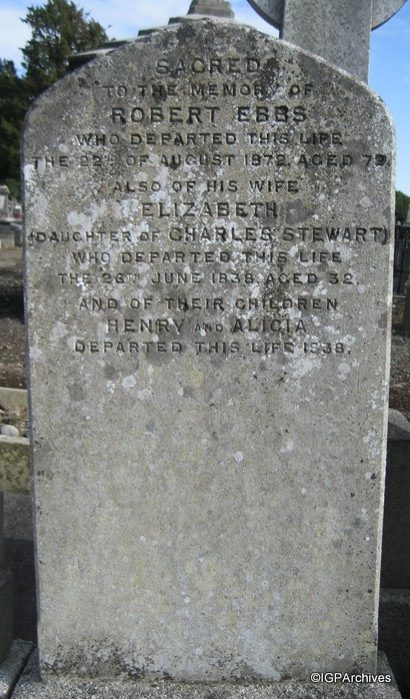 SACRED
TO THE MEMORY OF
ROBERT EBBS
WHO DEPARTED THIS LIFE
THE 22ND OF AUGUST 1872, AGED 79.
ALSO OF HIS WIFE
ELIZABETH
(DAUGHTER OF CHARLES STEWART)
WHO DEPARTED THIS LIFE
THE 26TH JUNE 1838, AGED 32.
AND OF THEIR CHILDREN
HENRY AND ALICIA
DEPARTED THIS LIFE 1838.
©IGPArchives